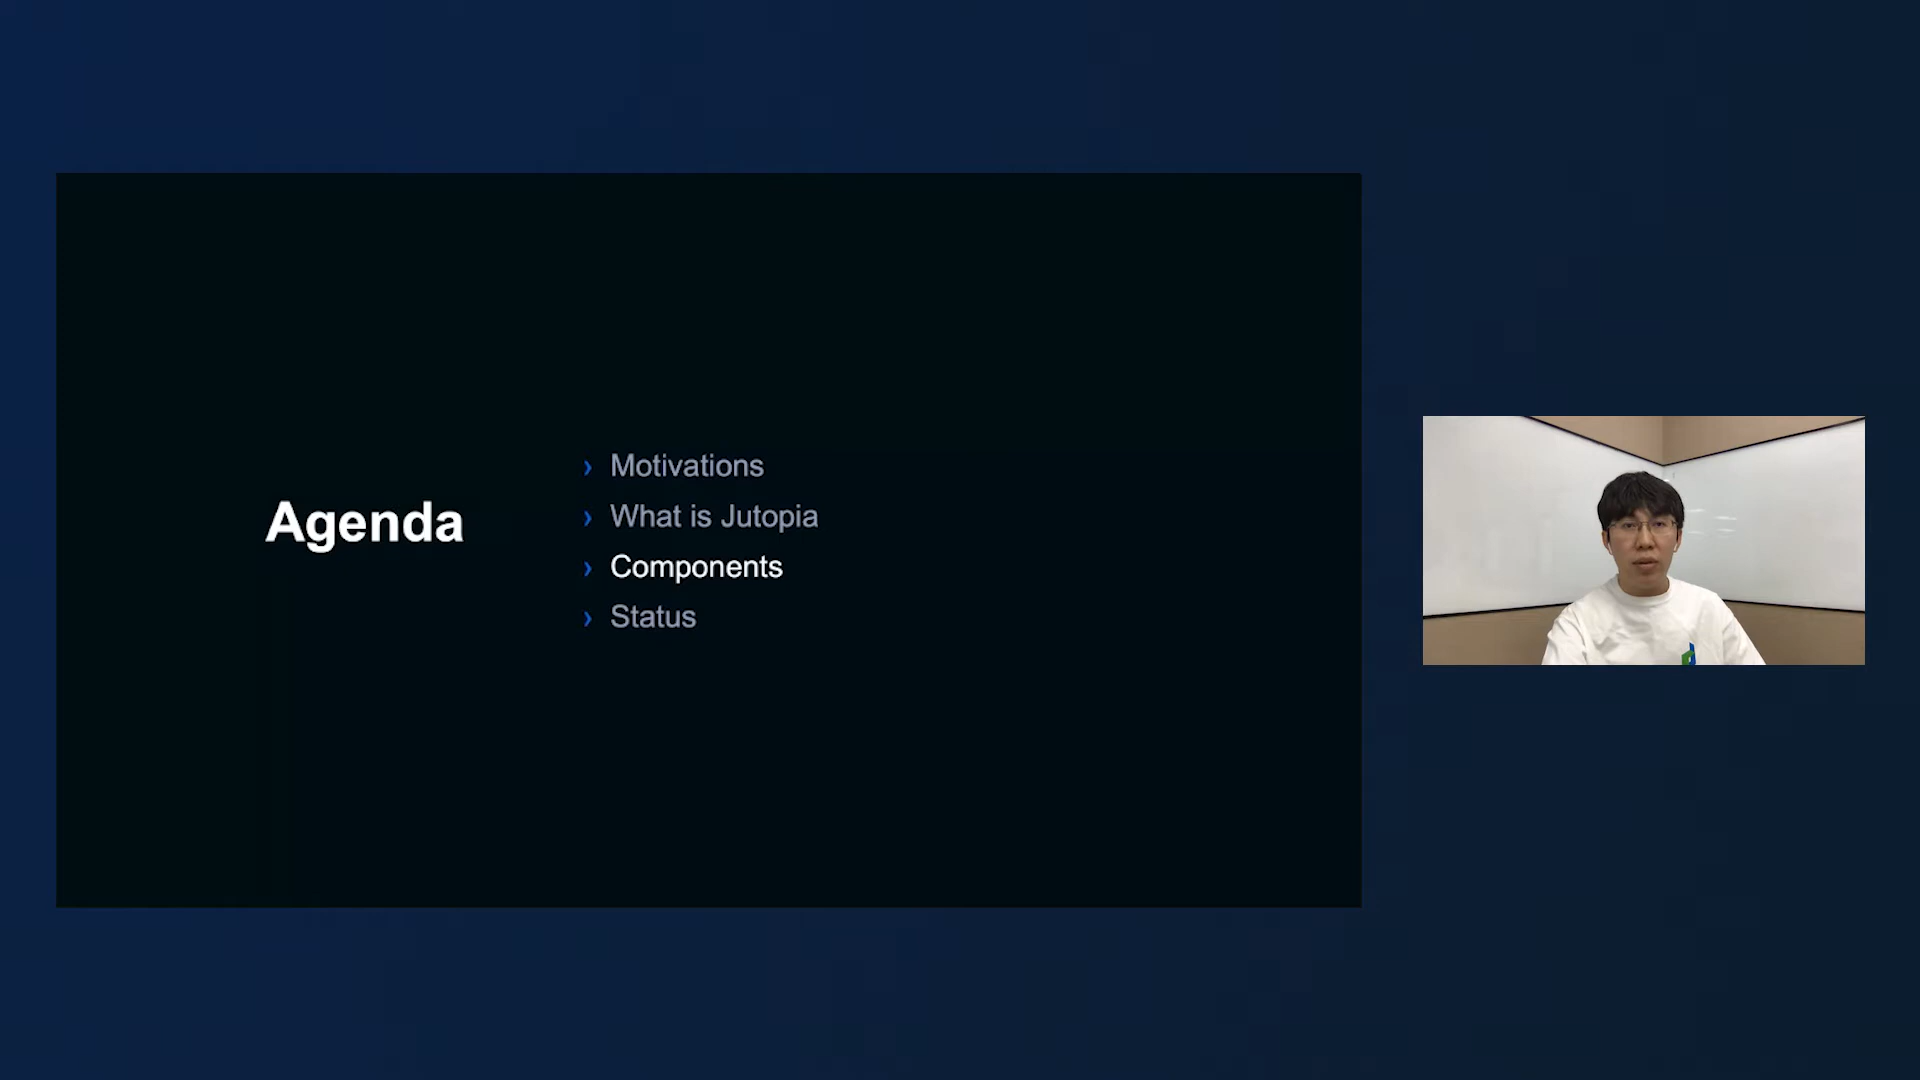 Agenda
› Motivations
› What is Jutopia
› Components
› Status